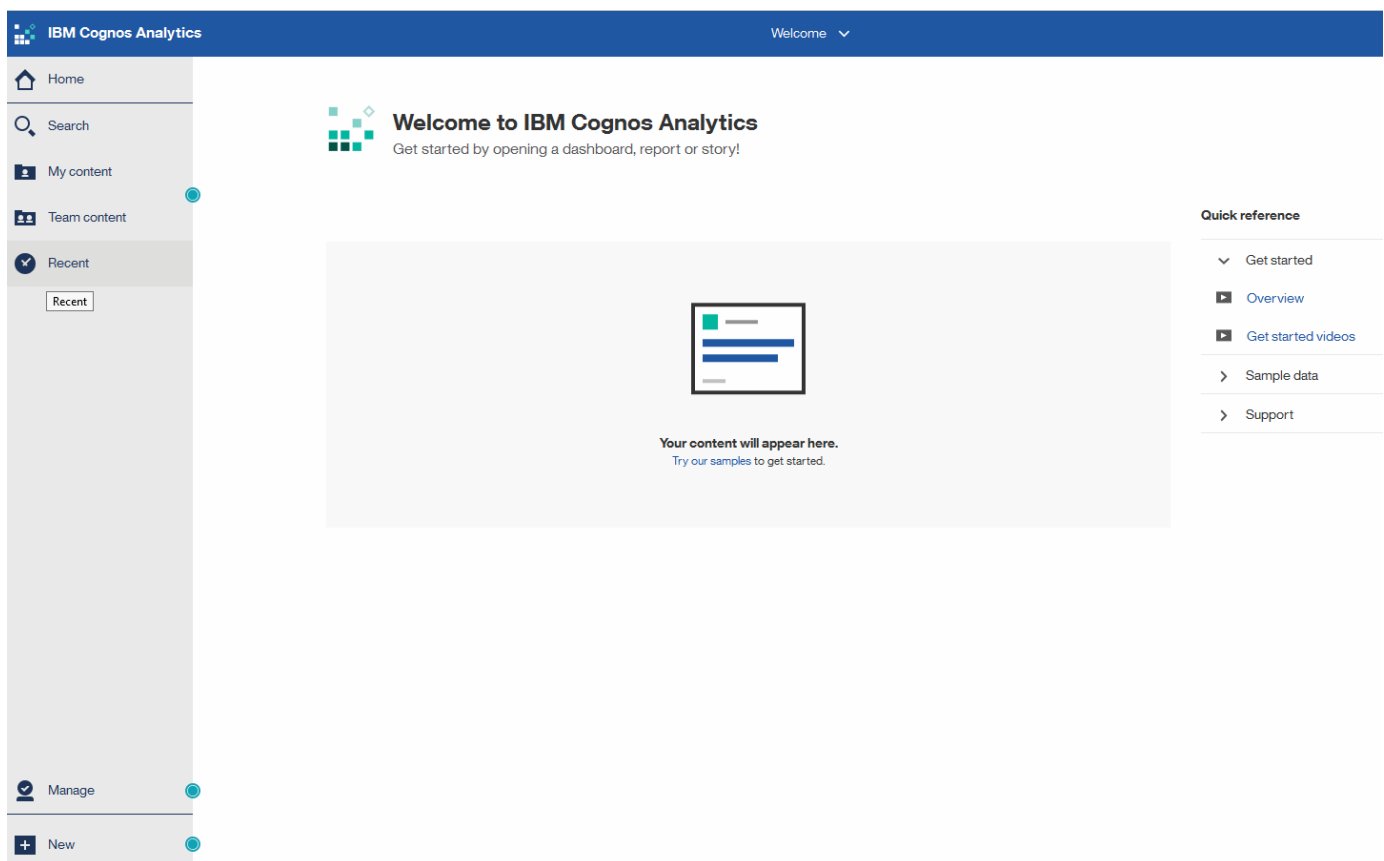 IBM Cognos Analytics
Welcome
Home
Search
My content
Team content
Recent
Recent
Manage
New
Welcome to IBM Cognos Analytics
Get started by opening a dashboard, report or story!
Your content will appear here.
Try our samples to get started.
Quick reference
Get started
Overview
Get started videos
Sample data
Support